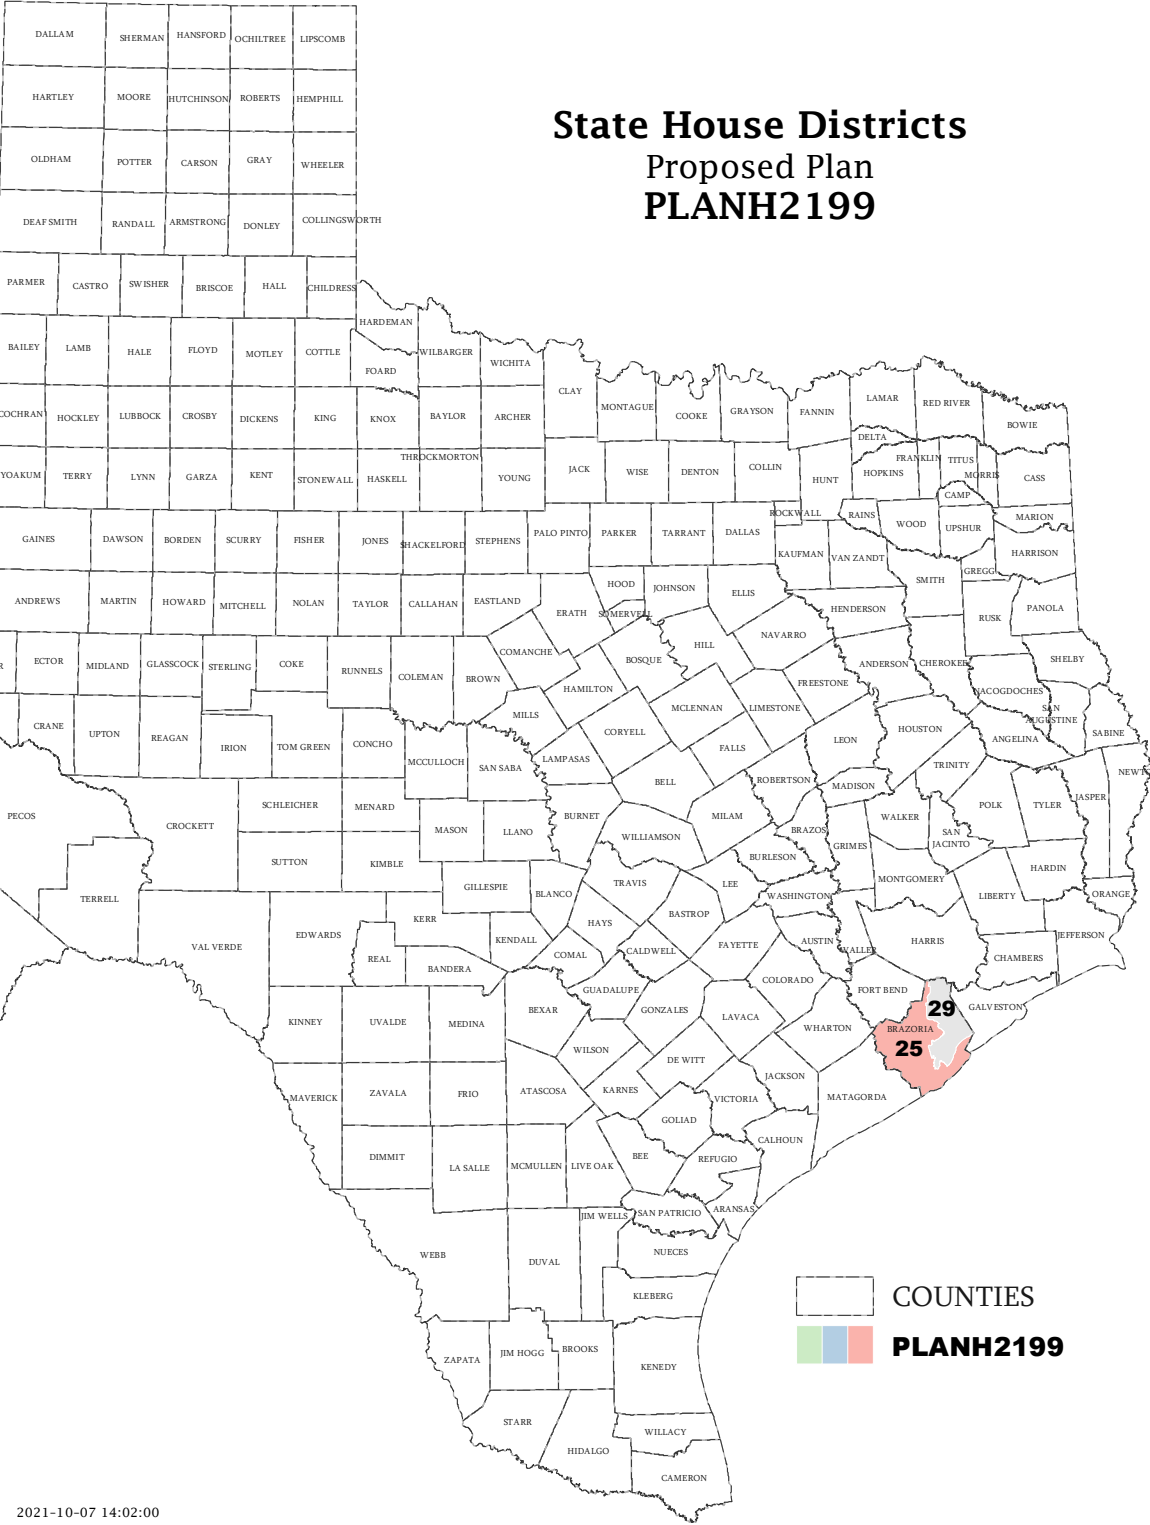 State House Districts
Proposed Plan
PLANH2199
DALLAM
SHERMAN
HANSFORD
OCHILTREE
LIPSCOMB
HARTLEY
MOORE
HUTCHINSON
ROBERTS
HEMPHILL
OLDHAM
POTTER
CARSON
GRAY
WHEELER
DEAF SMITH
RANDALL
ARMSTRONG
DONLEY
COLLINGSWORTH
PARMER
CASTRO
SWISHER
BRISCOE
HALL
CHILDRESS
HARDEMAN
BAILEY
LAMB
HALE
FLOYD
MOTLEY
COTTLE
FOARD
WILBARGER
WICHITA
CLAY
MONTAGUE
COOKE
GRAYSON
FANNIN
LAMAR
RED RIVER
BOWIE
COCHRAN
HOCKLEY
LUBBOCK
CROSBY
DICKENS
KING
KNOX
BAYLOR
ARCHER
DELTA
YOAKUM
TERRY
LYNN
GARZA
KENT
STONEWALL
HASKELL
THROCKMORTON
YOUNG
JACK
WISE
DENTON
COLLIN
HUNT
HOPKINS
FRANKLIN
TITUS
MORRIS
CASS
CAMP
GAINES
DAWSON
BORDEN
SCURRY
FISHER
JONES
SHACKELFORD
STEPHENS
PALO PINTO
PARKER
TARRANT
DALLAS
ROCKWALL
RAINS
WOOD
UPSHUR
MARION
KAUFMAN
VAN ZANDT
HARRISON
GREGG
SMITH
ANDREWS
MARTIN
HOWARD
MITCHELL
NOLAN
TAYLOR
CALLAHAN
EASTLAND
ERATH
HOOD
SOMERVELL
JOHNSON
ELLIS
HENDERSON
RUSK
PANOLA
R
ECTOR
MIDLAND
GLASSCOCK
STERLING
COKE
RUNNELS
COLEMAN
BROWN
COMANCHE
BOSQUE
HILL
NAVARRO
ANDERSON
CHEROKEE
SHELBY
HAMILTON
FREESTONE
NACOGDOCHES
SAN
AUGUSTINE
CRANE
UPTON
REAGAN
IRION
TOM GREEN
CONCHO
MCCULLOCH
SAN SABA
MILLS
LAMPASAS
CORYELL
MCLENNAN
LIMESTONE
FALLS
LEON
HOUSTON
ANGELINA
SABINE
TRINITY
NEWT
PECOS
CROCKETT
SCHLEICHER
MENARD
MASON
LLANO
BURNET
BELL
MILAM
ROBERTSON
MADISON
WALKER
SAN
JACINTO
POLK
TYLER
JASPER
SUTTON
KIMBLE
WILLIAMSON
BRAZOS
GRIMES
BURLESON
MONTGOMERY
LIBERTY
HARDIN
ORANGE
TERRELL
GILLESPIE
BLANCO
TRAVIS
LEE
WASHINGTON
VAL VERDE
EDWARDS
KERR
REAL
BANDERA
KENDALL
COMAL
HAYS
CALDWELL
BASTROP
FAYETTE
AUSTIN
WALLER
HARRIS
CHAMBERS
JEFFERSON
KINNEY
UVALDE
MEDINA
BEXAR
GUADALUPE
GONZALES
LAVACA
COLORADO
WHARTON
FORT BEND
29
GALVESTON
BRAZORIA
25
WILSON
DE WITT
MAVERICK
ZAVALA
FRIO
ATASCOSA
KARNES
GOLIAD
VICTORIA
JACKSON
MATAGORDA
CALHOUN
DIMMIT
LA SALLE
MCMULLEN
LIVE OAK
BEE
REFUGIO
JIM WELLS
SAN PATRICIO
ARANSAS
WEBB
DUVAL
NUECES
KLEBERG
ZAPATA
JIM HOGG
BROOKS
KENEDY
STARR
HIDALGO
WILLACY
CAMERON
COUNTIES
PLANH2199
2021-10-07 14:02:00